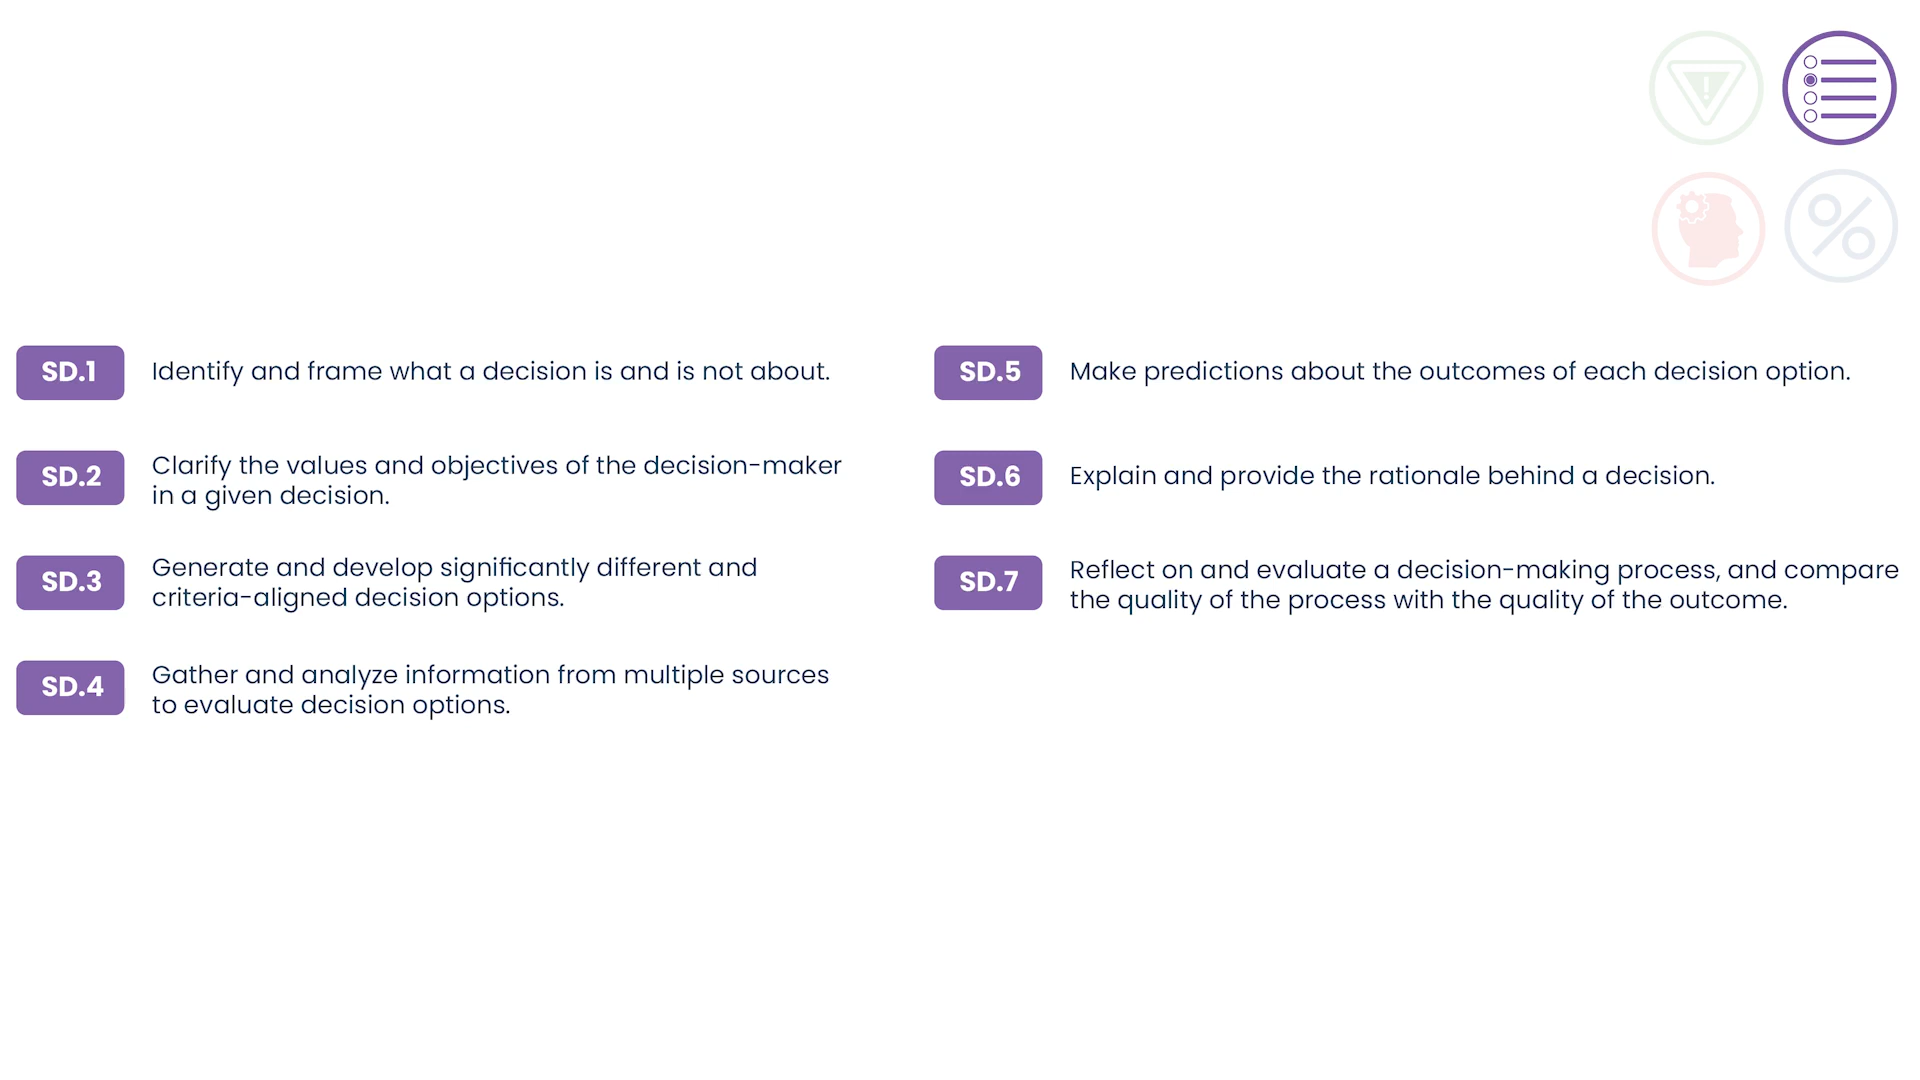 SD.1
Identify and frame what a decision is and is not about.
SD.2
Clarify the values and objectives of the decision-maker
in a given decision.
SD.3
Generate and develop significantly different and
criteria-aligned decision options.
SD.4
Gather and analyze information from multiple sources
to evaluate decision options.
SD.5
Make predictions about the outcomes of each decision option.
SD.6
Explain and provide the rationale behind a decision.
SD.7
Reflect on and evaluate a decision-making process, and compare
the quality of the process with the quality of the outcome.